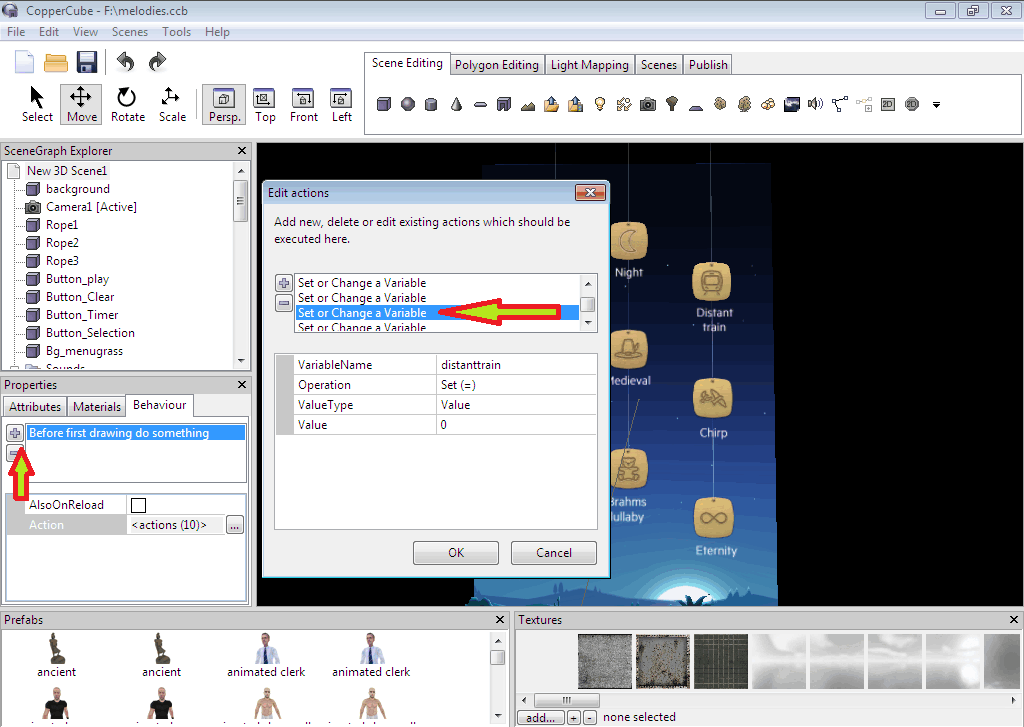 CopperCube - F:\melodies.ccb
File Edit View Scenes Tools Help
Scene Editing Polygon Editing Light Mapping Scenes Publish
Select Move Rotate Scale Persp. Top Front Left
2D 2D
SceneGraph Explorer
New 3D Scene1
background
Camera1 [Active]
Rope1
Rope2
Rope3
Button_play
Button_Clear
Button_Timer
Button_Selection
Bg_menugrass
Sounds
Properties
Attributes Materials Behaviour
Before first drawing do something
AlsoOnReload
Action <actions (10)> ...
Edit actions
Add new, delete or edit existing actions which should be
executed here.
Set or Change a Variable
Set or Change a Variable
Set or Change a Variable
Set or Change a Variable
VariableName distanttrain
Operation Set (=)
ValueType Value
Value 0
OK Cancel
Night
Distant
train
Medieval
Chirp
Brahms
lullaby
Eternity
Prefabs
ancient ancient animated clerk animated clerk
Textures
add... + - none selected